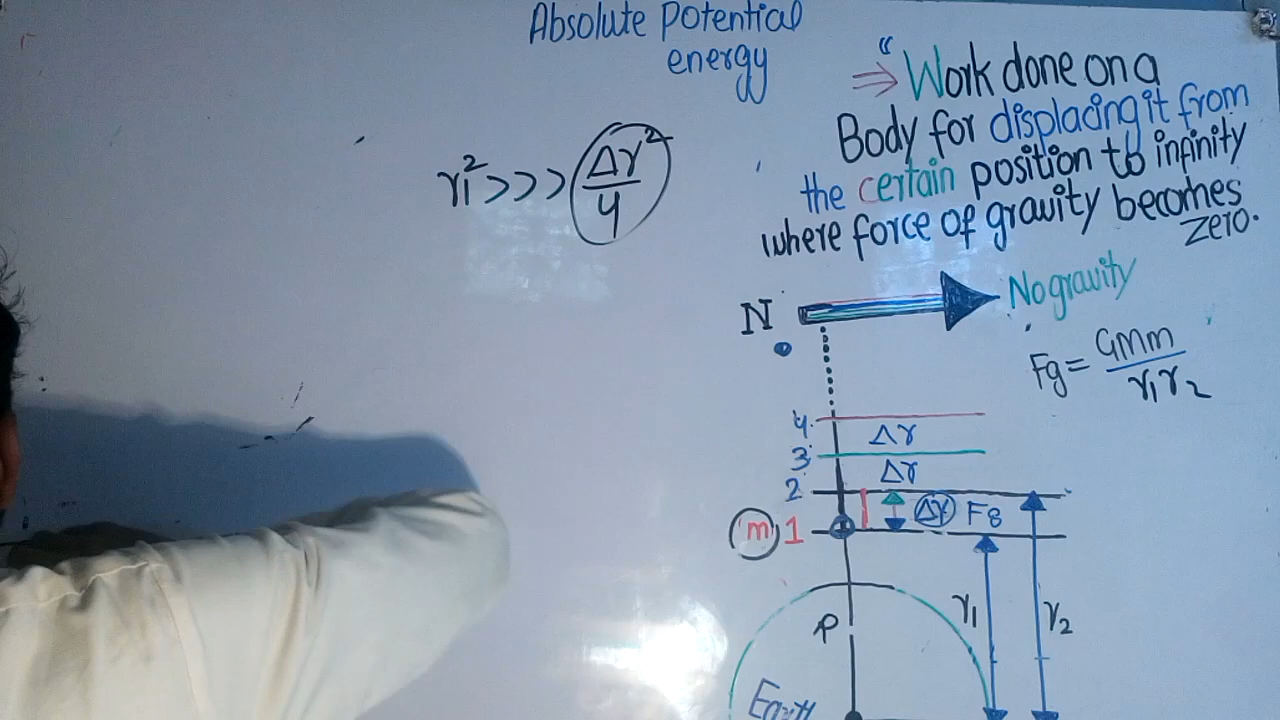 Absolute Potential
energy
“
⇒ Work done on a
Body for displacing it from
the certain position to infinity
where force of gravity becomes
zero.
r₁² >>> Δr²/4
N
No gravity
Fg = GMm/r₁r₂
4
Δr
3
Δr
2
Δr Fg
m 1
r₁
r₂
P
Earth